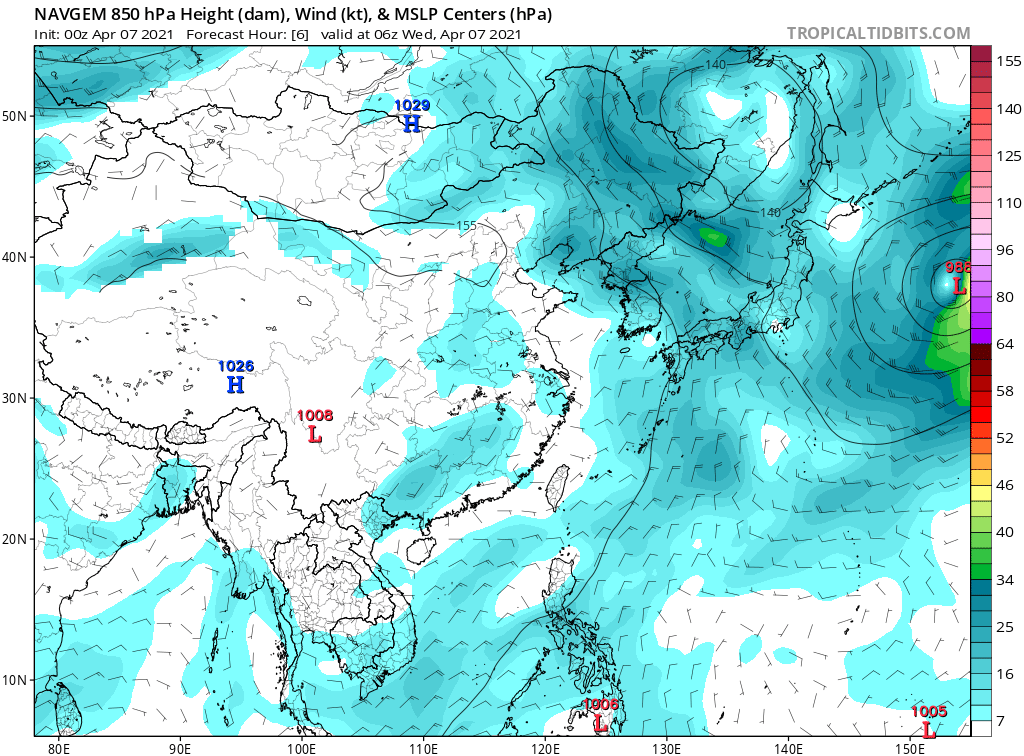 NAVGEM 850 hPa Height (dam), Wind (kt), & MSLP Centers (hPa)
Init: 00z Apr 07 2021   Forecast Hour: [6]   valid at 06z Wed, Apr 07 2021
TROPICALTIDBITS.COM
140
155
1029
H
50N
140
125
110
140
155
96
40N
988
L
80
64
1026
H
58
30N
1008
L
52
46
40
20N
34
25
10N
16
1006
L
1005
L
7
80E
90E
100E
110E
120E
130E
140E
150E